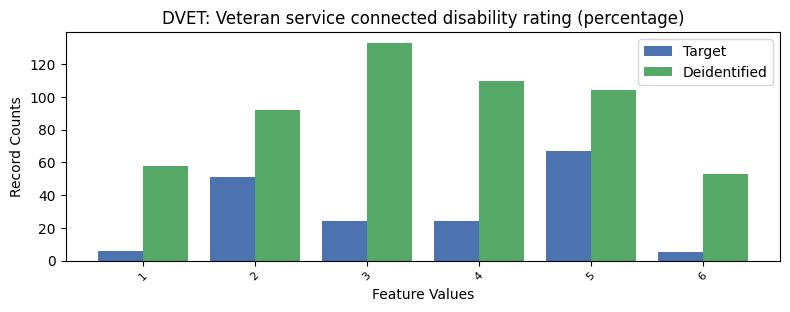 DVET: Veteran service connected disability rating (percentage)
Target
Deidentified
Record Counts
120
100
80
60
40
20
0
1 2 3 4 5 6
Feature Values